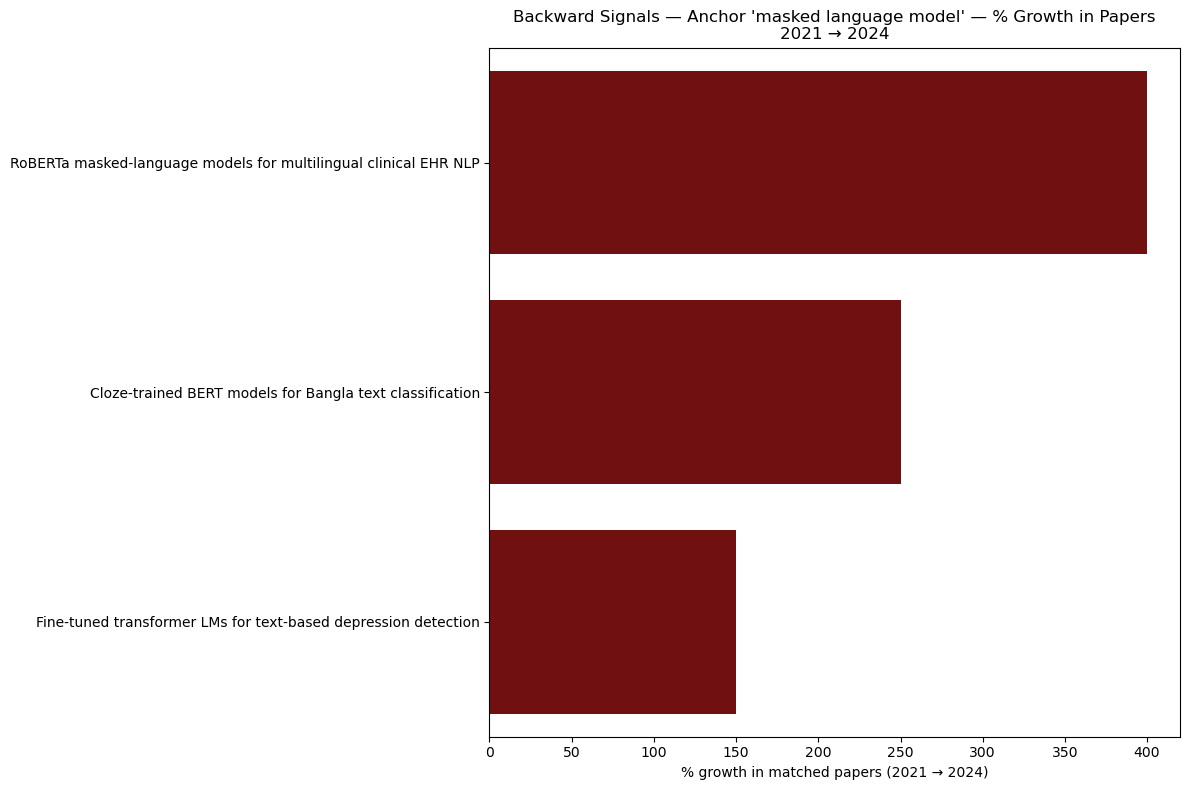 Backward Signals — Anchor 'masked language model' — % Growth in Papers
2021 → 2024
RoBERTa masked-language models for multilingual clinical EHR NLP
Cloze-trained BERT models for Bangla text classification
Fine-tuned transformer LMs for text-based depression detection
0 50 100 150 200 250 300 350 400
% growth in matched papers (2021 → 2024)